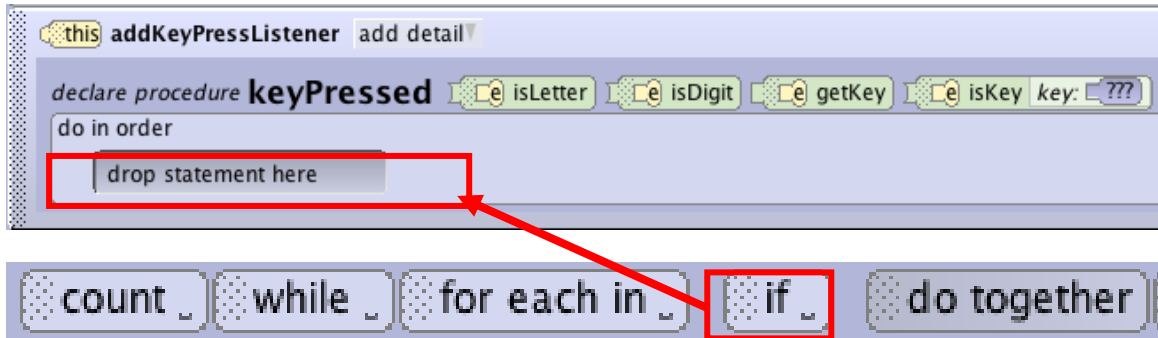 this addKeyPressListener add detail
declare procedure keyPressed e isLetter e isDigit e getKey e isKey key: ???
do in order
drop statement here
count while for each in if do together